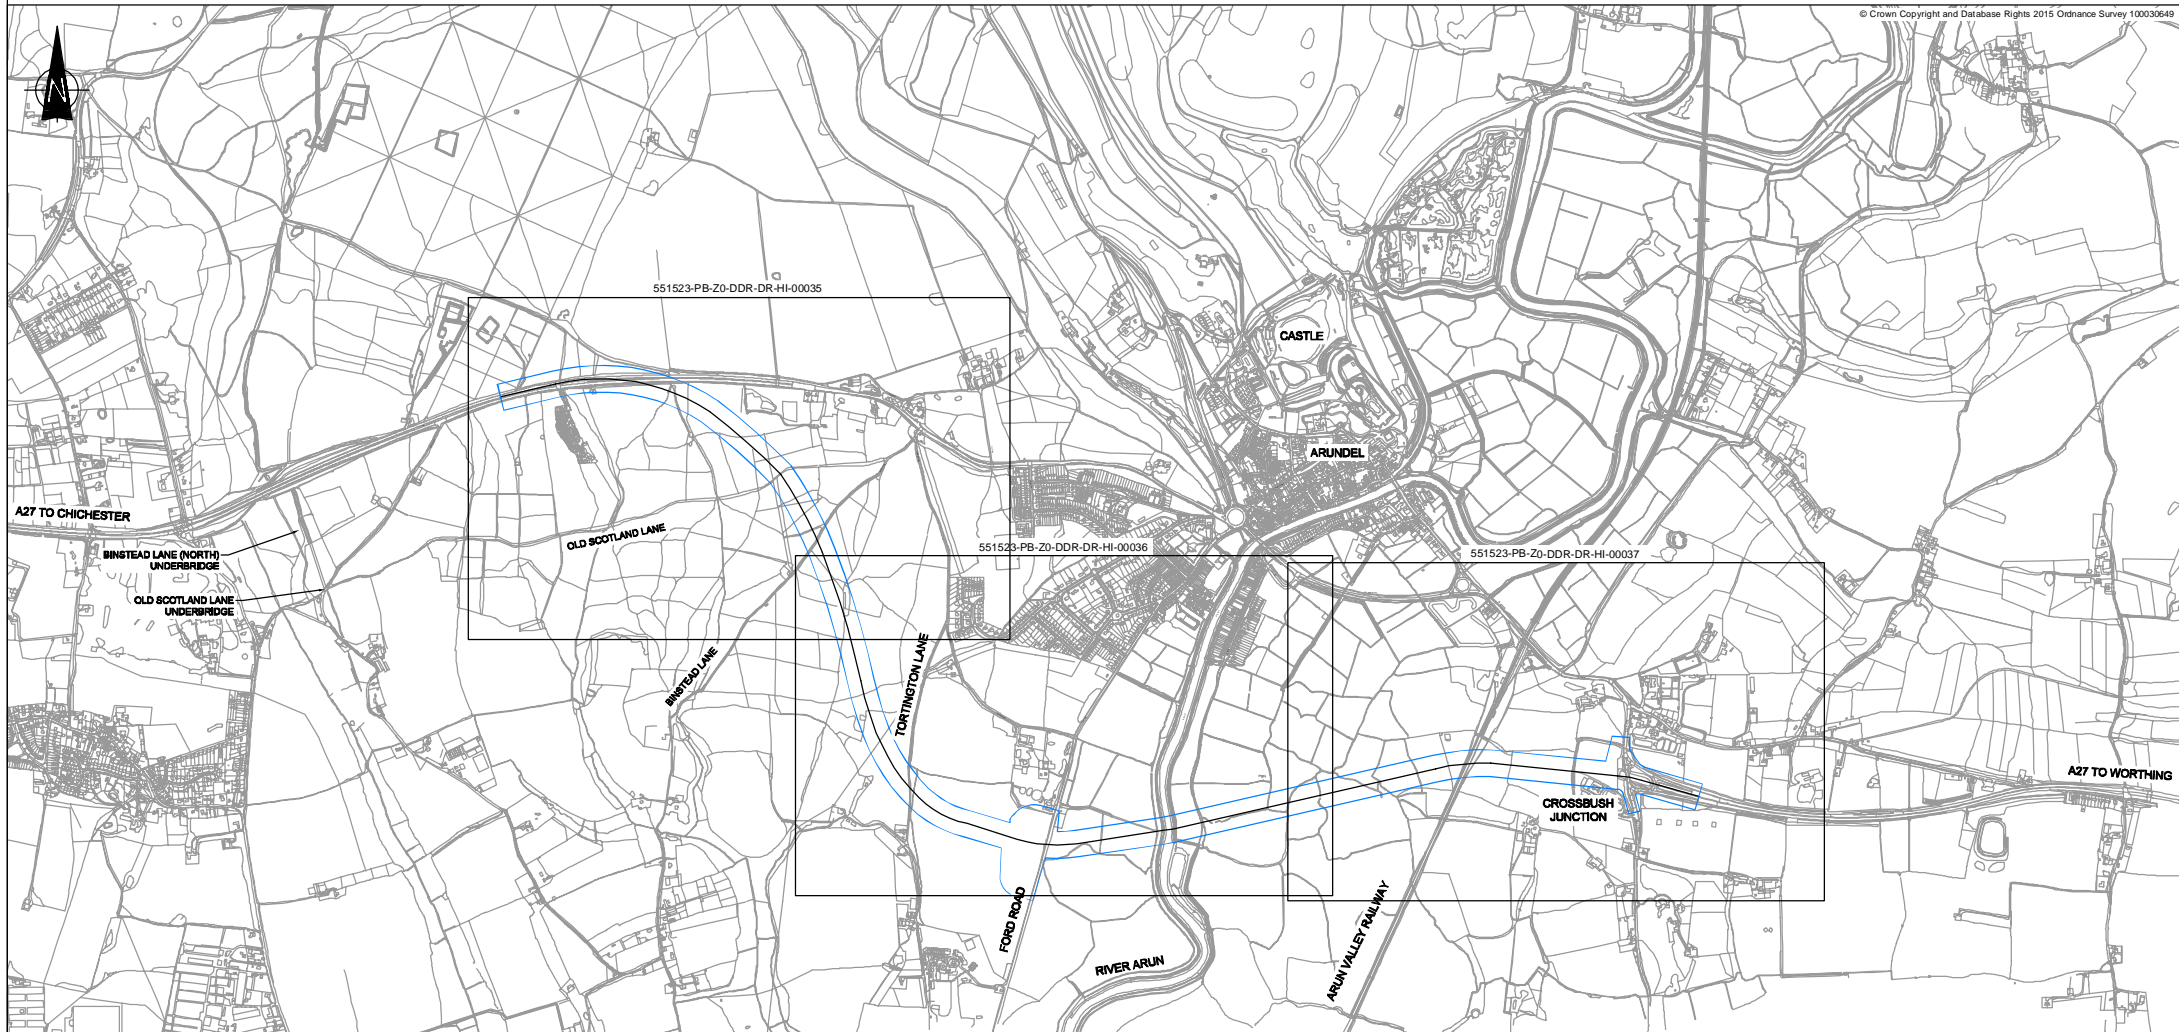 © Crown Copyright and Database Rights 2015 Ordnance Survey 100030649
N
551523-PB-Z0-DDR-DR-HI-00035
CASTLE
ARUNDEL
A27 TO CHICHESTER
OLD SCOTLAND LANE
BINSTEAD LANE (NORTH)
UNDERBRIDGE
551523-PB-Z0-DDR-DR-HI-00036
551523-PB-Z0-DDR-DR-HI-00037
OLD SCOTLAND LANE
UNDERBRIDGE
BINSTEAD LANE
TORTINGTON LANE
A27 TO WORTHING
CROSSBUSH
JUNCTION
FORD ROAD
RIVER ARUN
ARUN VALLEY RAILWAY